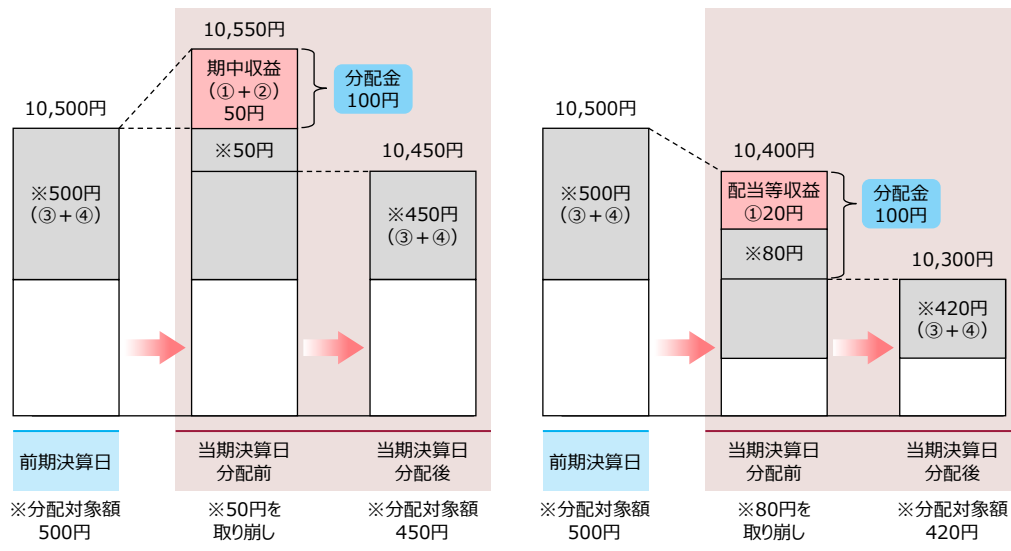 10,500円
※500円
（③＋④）
10,550円
期中収益
（①＋②）
50円
分配金
100円
※50円
10,450円
※450円
（③＋④）
前期決算日
当期決算日
分配前
当期決算日
分配後
※分配対象額
500円
※50円を
取り崩し
※分配対象額
450円
10,500円
※500円
（③＋④）
10,400円
配当等収益
①20円
分配金
100円
※80円
10,300円
※420円
（③＋④）
前期決算日
当期決算日
分配前
当期決算日
分配後
※分配対象額
500円
※80円を
取り崩し
※分配対象額
420円